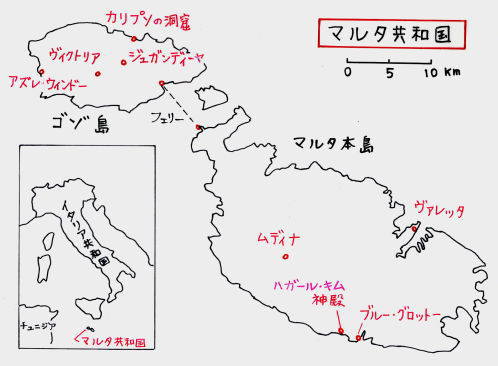 マルタ共和国
0 5 10 Km
カリプソの洞窟
ヴィクトリア
ジュガンディーヤ
アズレ・ウィンドー
ゴゾ島
フェリー
マルタ本島
ヴァレッタ
ムディナ
ハガール・キム
神殿
ブルー・グロットー
イタリア共和国
チュニジア
マルタ共和国